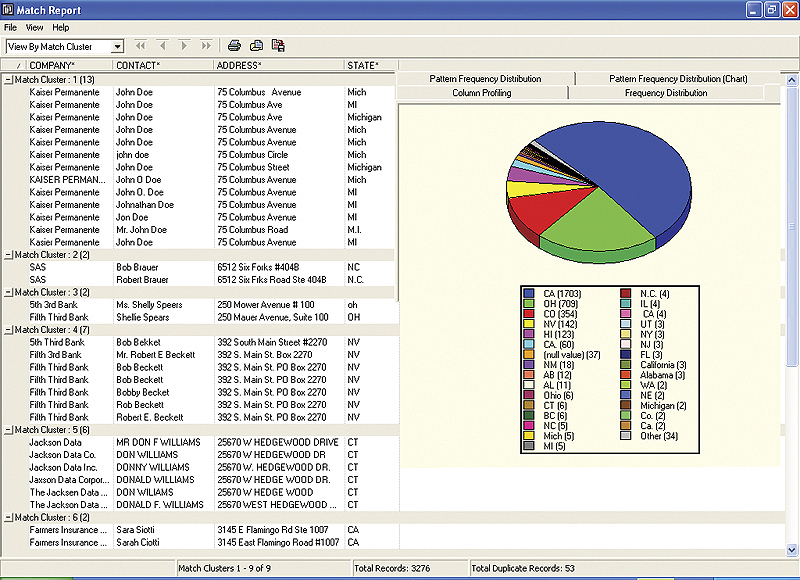 Match Report
File View Help
View By Match Cluster
/ COMPANY* CONTACT* ADDRESS* STATE*
Match Cluster : 1 (13)
Kaiser Permanente John Doe 75 Columbus Avenue Mich
Kaiser Permanente John Doe 75 Columbus Ave MI
Kaiser Permanente John Doe 75 Columbus Ave Michigan
Kaiser Permanente John Doe 75 Columbus Avenue Mich
Kaiser Permanente John Doe 75 Columbus Avenue Mich
Kaiser Permanente john doe 75 Columbus Circle Mich
Kaiser Permanente John Doe 75 Columbus Street Michigan
KAISER PERMAN... John O Doe 75 Columbus Avenue Mich
Kaiser Permanente John O. Doe 75 Columbus Avenue MI
Kasier Permanente Johnathan Doe 75 Columbus Avenue MI
Kaiser Permanente Jon Doe 75 Columbus Avenue MI
Kaiser Permanente Mr. John Doe 75 Columbus Road M.I.
Kaiser Permanente John Doe 75 Columbus Avenue MI
Match Cluster : 2 (2)
SAS Bob Brauer 6512 Six Forks #404B NC
SAS Robert Brauer 6512 Six Frks Road Ste 404B N.C.
Match Cluster : 3 (2)
5th 3rd Bank Ms. Shelly Speers 250 Mower Avenue # 100 oh
Fifth Third Bank Shellie Spears 250 Mauer Avenue, Suite 100 OH
Match Cluster : 4 (7)
5th Third Bank Bob Bekket 392 South Main Street #2270 NV
Fifth 3rd Bank Mr. Robert E Beckett 392 S. Main St. Box 2270 NV
Fifth Third Bank Bob Beckett 392 S. Main St. PO Box 2270 NV
Fifth Third Bank Bob Beckett 392 S. Main St. PO Box 2270 NV
Fifth Third Bank Bobby Becket 392 S. Main St. PO Box 2270 NV
Fifth Third Bank Rob Beckett 392 S. Main St. PO Box 2270 NV
Fifth Third Bank Robert E. Beckett 392 S. Main St. PO Box 2270 NV
Match Cluster : 5 (6)
Jackson Data MR DON F WILLIAMS 25670 W HEDGEWOOD DRIVE CT
Jackson Data Co. DON WILLIAMS 25670 W HEDGEWOOD DR CT
Jackson Data Inc. DONNY WILLIAMS 25670 W. HEDGEWOOD DR. CT
Jaxson Data Corpor... DONALD WILLIAMS 25670 W HEDGEWOOD DR. CT
The Jacksen Data ... DON WILIAMS 25670 W HEDGE WOOD CT
The Jackson Data ... DONALD F. WILLIAMS 25670 WEST HEDGEWOOD ... CT
Match Cluster : 6 (2)
Farmers Insurance ... Sara Siotti 3145 E Flamingo Rd Ste 1007 CA
Farmers Insurance ... Sarah Ciotti 3145 East Flamingo Road #1007 CA
Pattern Frequency Distribution Pattern Frequency Distribution (Chart)
Column Profiling Frequency Distribution
CA (1703) N.C. (4)
OH (709) IL (4)
CO (354) CA (4)
NV (142) UT (3)
HI (123) NY (3)
CA. (60) NJ (3)
(null value) (37) FL (3)
NM (18) California (3)
AB (12) Alabama (3)
AL (11) WA (2)
Ohio (6) NE (2)
CT (6) Michigan (2)
BC (6) Co. (2)
NC (5) Ca. (2)
Mich (5) Other (34)
MI (5)
Match Clusters 1 - 9 of 9 Total Records: 3276 Total Duplicate Records: 53